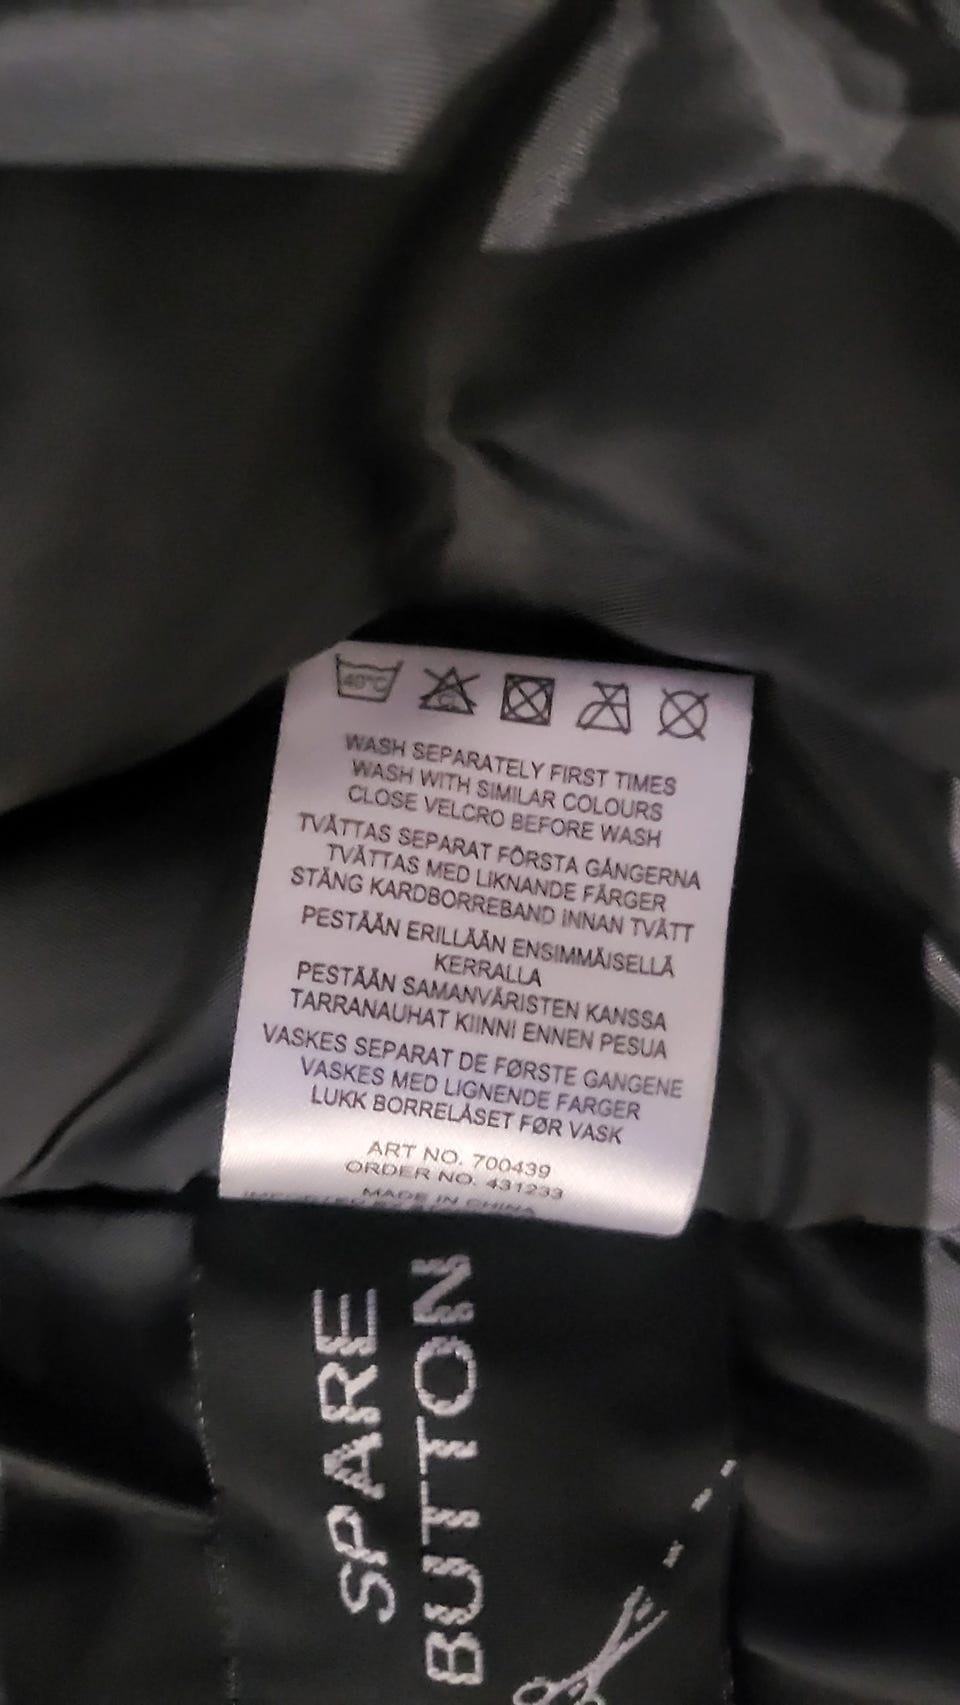 40°C
CL
WASH SEPARATELY FIRST TIMES
WASH WITH SIMILAR COLOURS
CLOSE VELCRO BEFORE WASH
TVÄTTAS SEPARAT FÖRSTA GÅNGERNA
TVÄTTAS MED LIKNANDE FÄRGER
STÄNG KARDBORREBAND INNAN TVÄTT
PESTÄÄN ERILLÄÄN ENSIMMÄISELLÄ
KERRALLA
PESTÄÄN SAMANVÄRISTEN KANSSA
TARRANAUHAT KIINNI ENNEN PESUA
VASKES SEPARAT DE FØRSTE GANGENE
VASKES MED LIGNENDE FARGER
LUKK BORRELÅSET FØR VASK
ART NO. 700439
ORDER NO. 431233
MADE IN CHINA
IMPORTED BY
SPARE
BUTTON